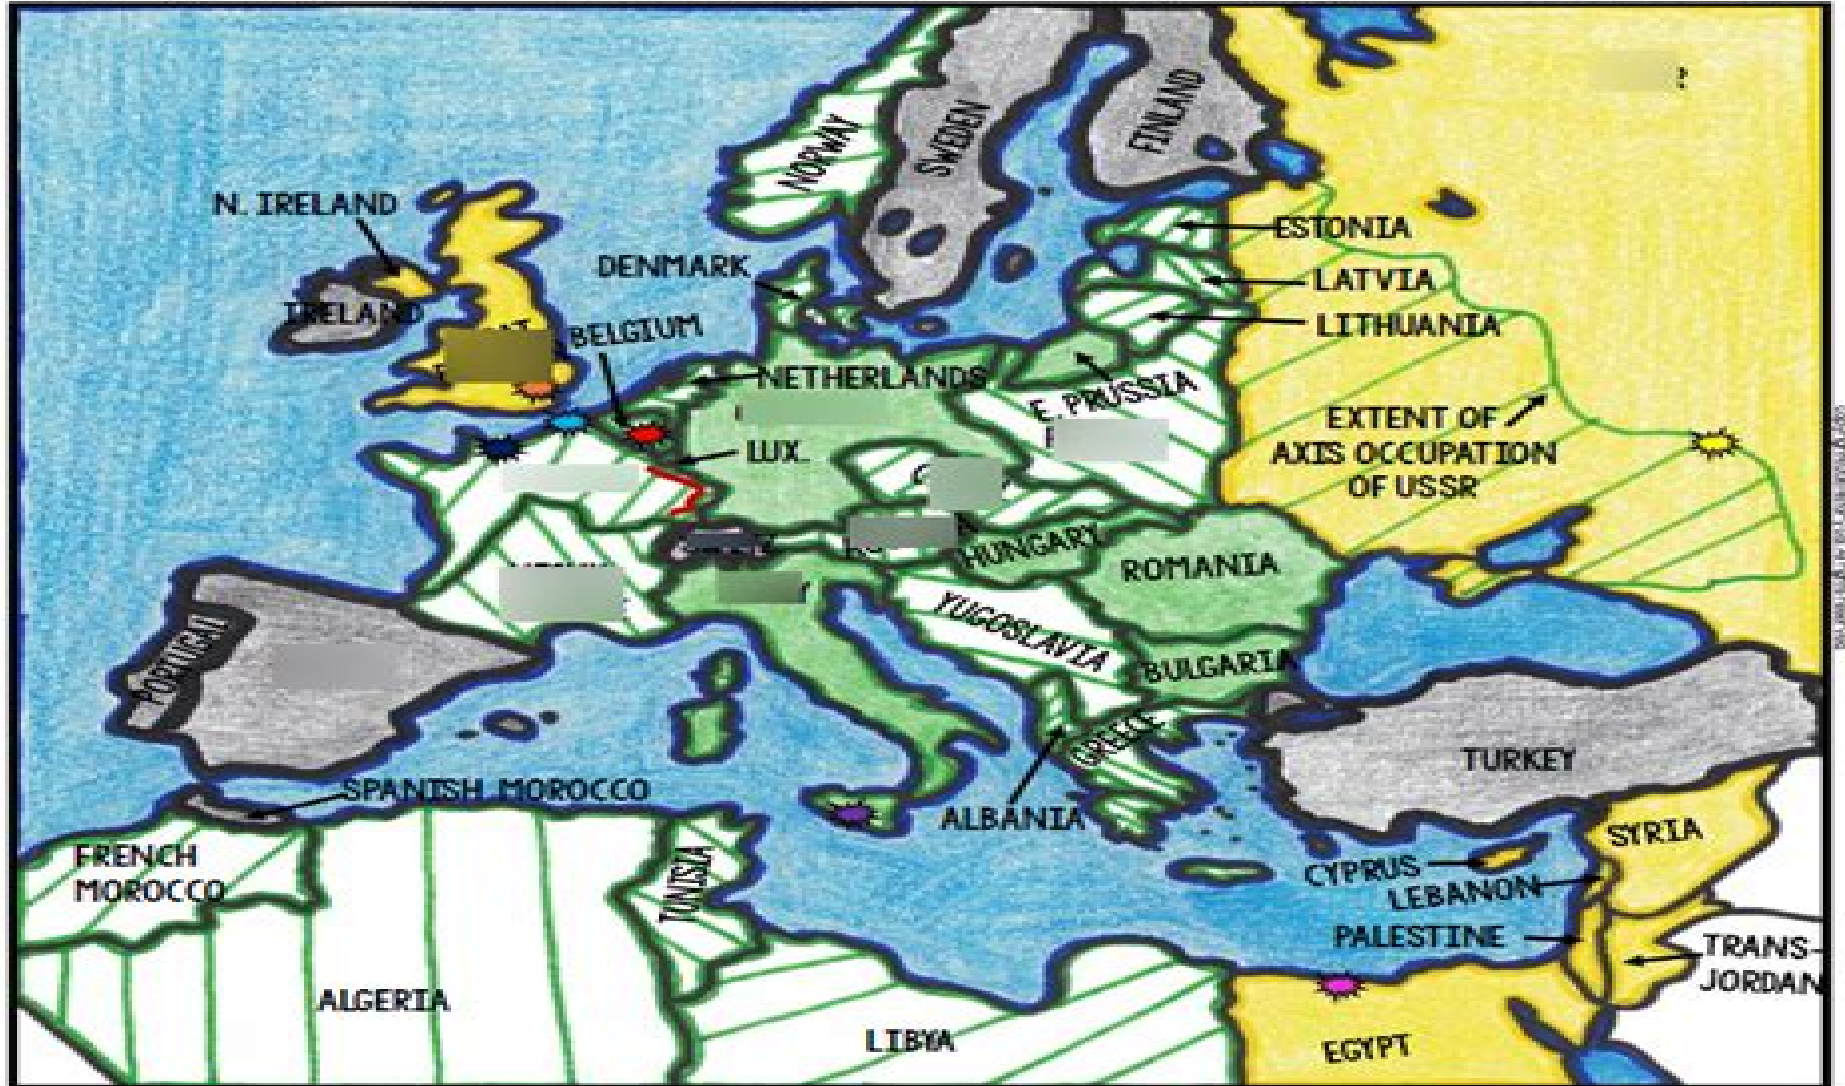 NORWAY
SWEDEN
FINLAND
?
N. IRELAND
ESTONIA
DENMARK
LATVIA
IRELAND
BELGIUM
LITHUANIA
NETHERLANDS
E. PRUSSIA
EXTENT OF
AXIS OCCUPATION
OF USSR
LUX.
HUNGARY
ROMANIA
YUGOSLAVIA
PORTUGAL
BULGARIA
GREECE
TURKEY
SPANISH MOROCCO
ALBANIA
SYRIA
FRENCH
MOROCCO
TUNISIA
CYPRUS
LEBANON
PALESTINE
TRANS-
JORDAN
ALGERIA
LIBYA
EGYPT